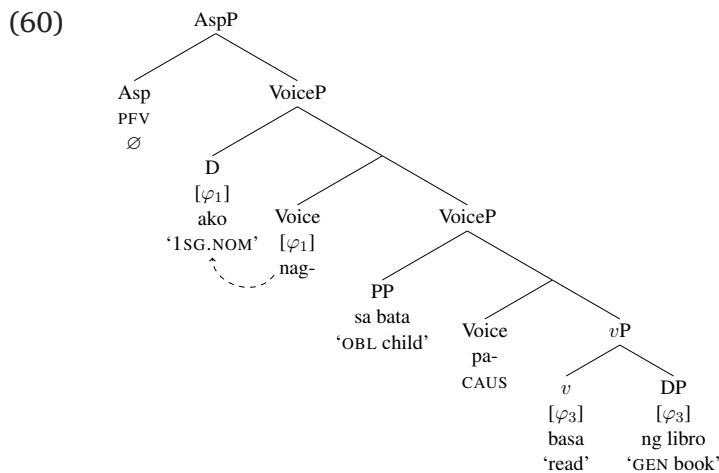 (60)
AspP
Asp VoiceP
PFV
∅
D
[φ1]
ako Voice VoiceP
‘1SG.NOM’ [φ1]
nag-
PP
sa bata Voice vP
‘OBL child’ pa-
CAUS
v DP
[φ3] [φ3]
basa ng libro
‘read’ ‘GEN book’